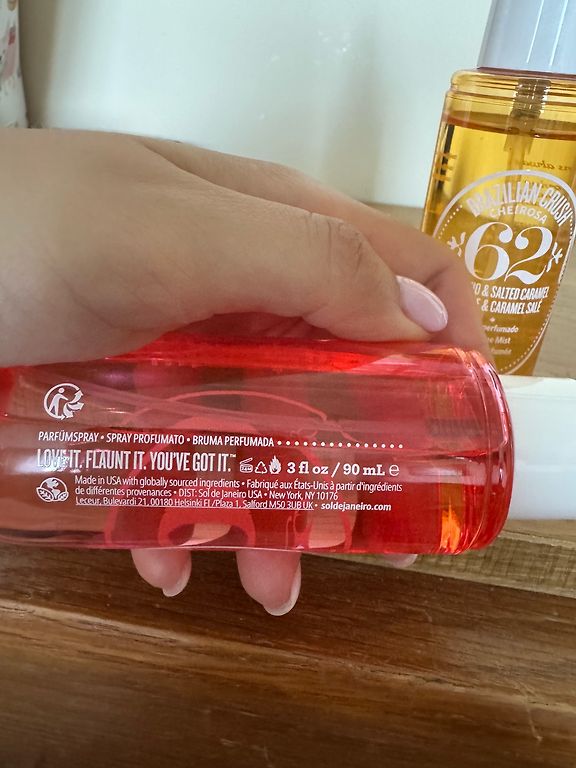 BRAZILIAN CRUSH
CHEIROSA
62
& SALTED CARAMEL
& CARAMEL SALÉ
perfumado
Mist
PARFÜMSPRAY • SPRAY PROFUMATO • BRUMA PERFUMADA
LOVE IT. FLAUNT IT. YOU'VE GOT IT.™
3 fl oz / 90 mL ℮
Made in USA with globally sourced ingredients • Fabriqué aux États-Unis à partir d'ingrédients
de différentes provenances • DIST: Sol de Janeiro USA • New York, NY 10176
Leceur, Bulevardi 21, 00180 Helsinki FI / Plaza 1, Salford M50 3UB UK • soldejaneiro.com